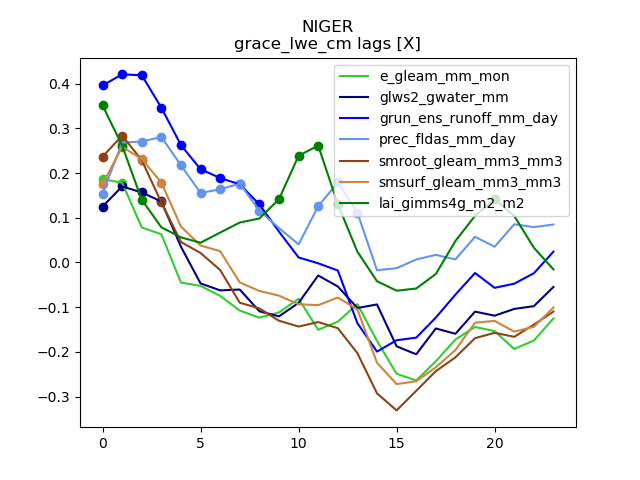 NIGER
grace_lwe_cm lags [X]
e_gleam_mm_mon
glws2_gwater_mm
grun_ens_runoff_mm_day
prec_fldas_mm_day
smroot_gleam_mm3_mm3
smsurf_gleam_mm3_mm3
lai_gimms4g_m2_m2
0.4
0.3
0.2
0.1
0.0
−0.1
−0.2
−0.3
0 5 10 15 20